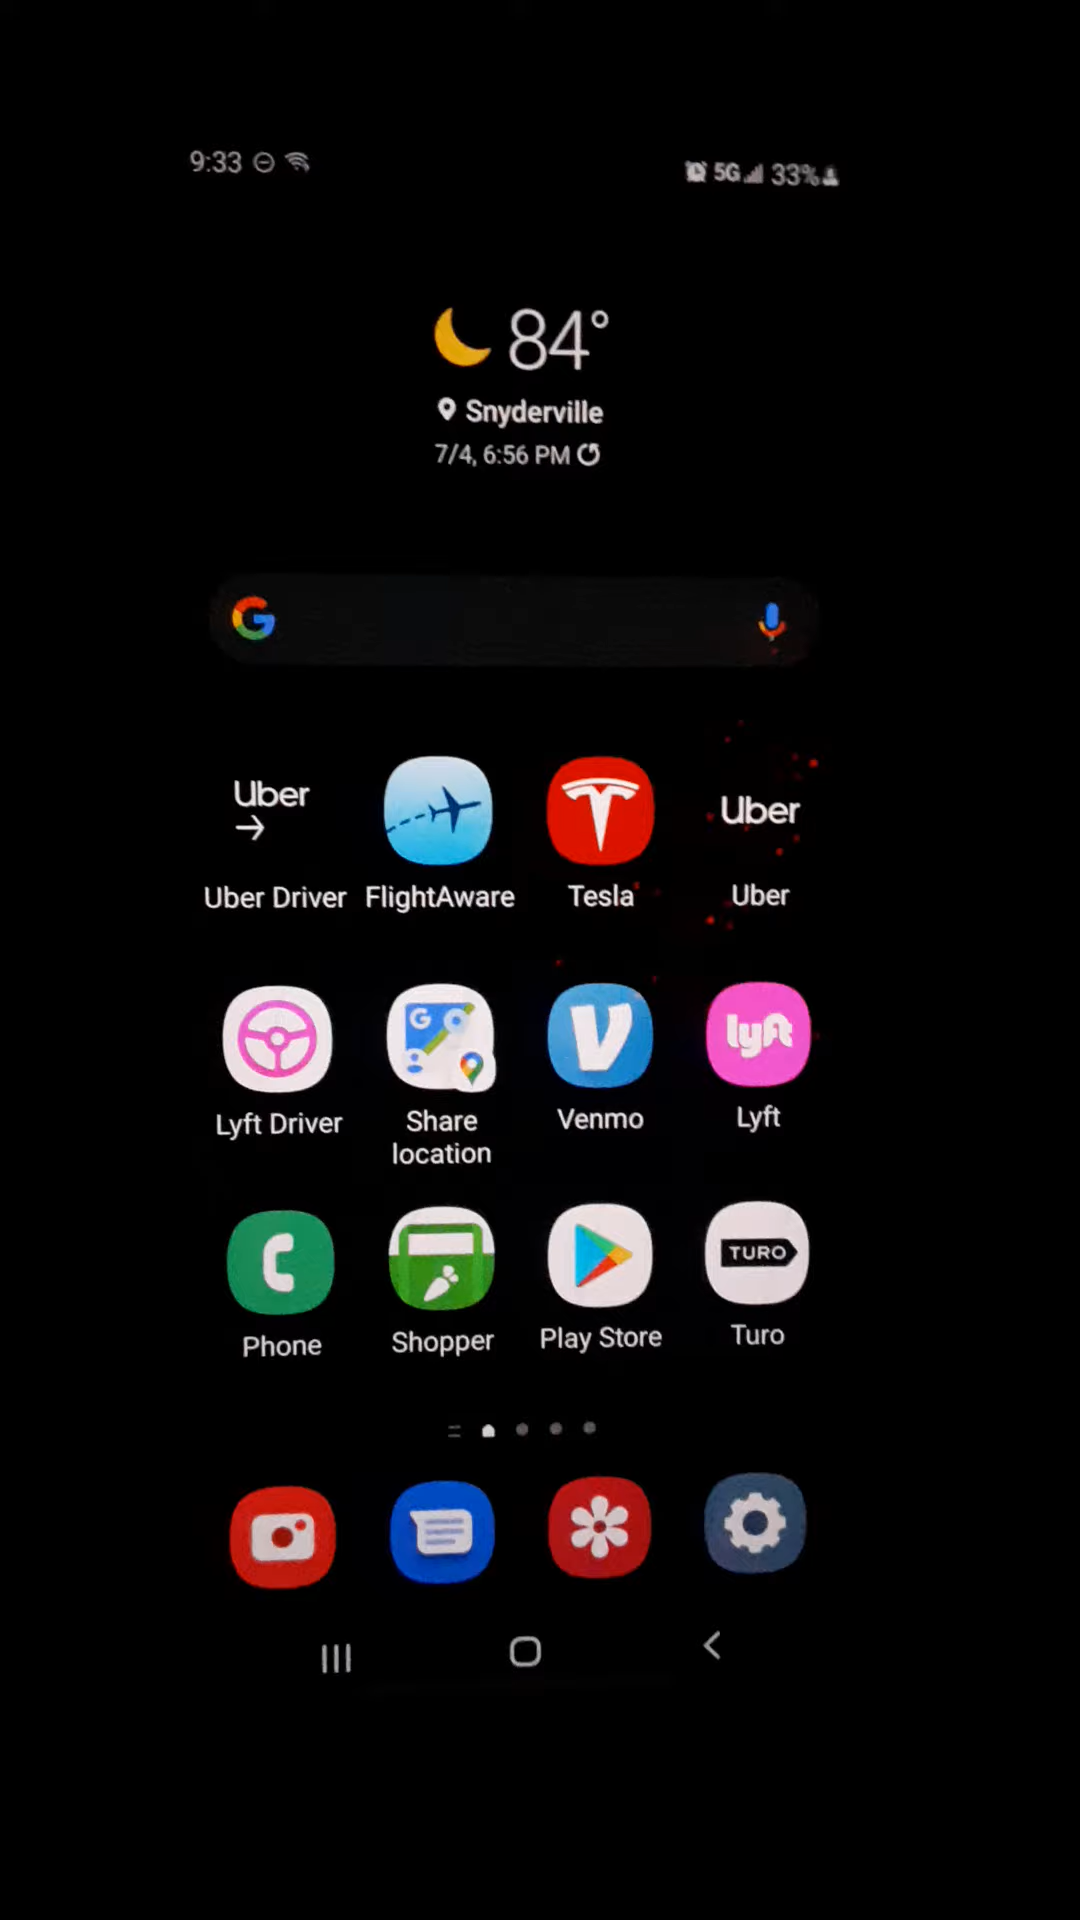 9:33
5G 33%
84°
Snyderville
7/4, 6:56 PM
G
Uber
Uber
Uber Driver
FlightAware
Tesla
Uber
G
lyft
Lyft Driver
Share
location
Venmo
Lyft
TURO
Phone
Shopper
Play Store
Turo